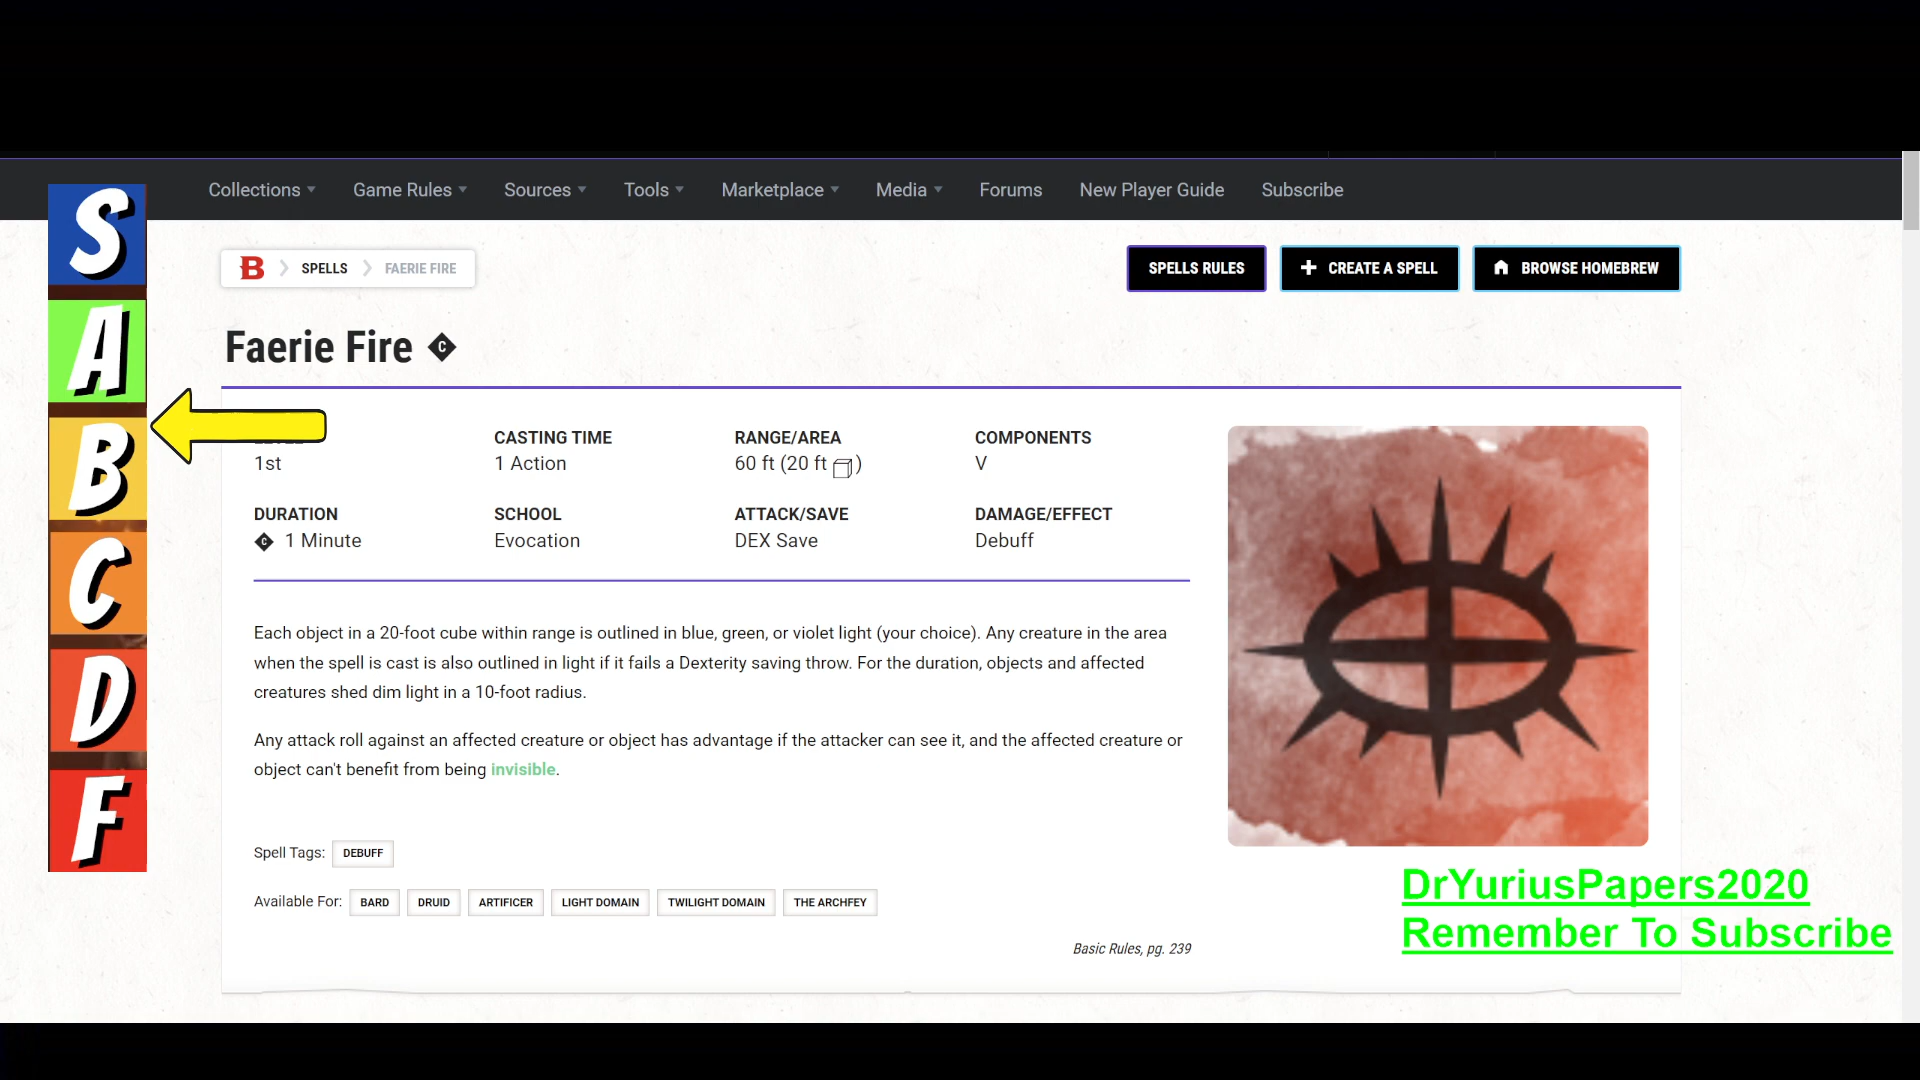 Collections Game Rules Sources Tools Marketplace Media Forums New Player Guide Subscribe
S
A
B
C
D
F
B SPELLS FAERIE FIRE
SPELLS RULES CREATE A SPELL BROWSE HOMEBREW
Faerie Fire C
CASTING TIME RANGE/AREA COMPONENTS
1st 1 Action 60 ft (20 ft ) V
DURATION SCHOOL ATTACK/SAVE DAMAGE/EFFECT
C 1 Minute Evocation DEX Save Debuff
Each object in a 20-foot cube within range is outlined in blue, green, or violet light (your choice). Any creature in the area
when the spell is cast is also outlined in light if it fails a Dexterity saving throw. For the duration, objects and affected
creatures shed dim light in a 10-foot radius.
Any attack roll against an affected creature or object has advantage if the attacker can see it, and the affected creature or
object can't benefit from being invisible.
Spell Tags: DEBUFF
Available For: BARD DRUID ARTIFICER LIGHT DOMAIN TWILIGHT DOMAIN THE ARCHFEY
Basic Rules, pg. 239
DrYuriusPapers2020
Remember To Subscribe